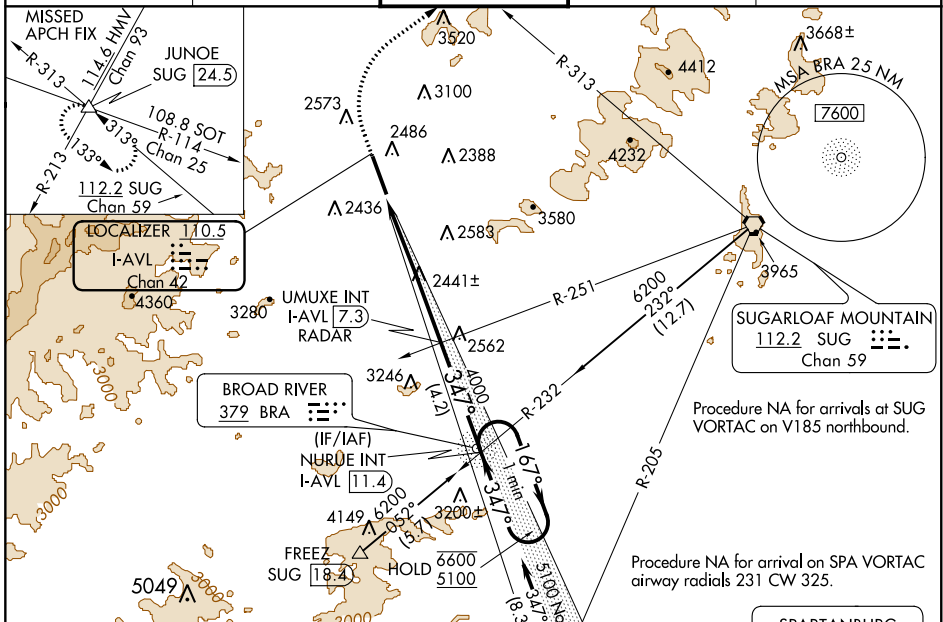 MISSED
APCH FIX
R-313
114.6 HMV
Chan 93
JUNOE
SUG 24.5
313°
133°
R-213
108.8 SOT
R-114
Chan 25
112.2 SUG
Chan 59
3520
3100
2573
2486
2388
2436
2583
2441±
R-313
4412
4232
3580
3668±
MSA BRA 25 NM
7600
3965
LOCALIZER 110.5
I-AVL
Chan 42
4360
3280
UMUXE INT
I-AVL 7.3
RADAR
2562
R-251
6200
232°
(12.7)
SUGARLOAF MOUNTAIN
112.2 SUG
Chan 59
3000
3246
4000
347°
(4.2)
R-232
BROAD RIVER
379 BRA
Procedure NA for arrivals at SUG
VORTAC on V185 northbound.
(IF/IAF)
NURUE INT
I-AVL 11.4
167°
1 min
347°
R-205
6200
052°
(5.7)
4149
3200±
3000
FREEZ
SUG 18.4
HOLD
6600
5100
5100
347°
Procedure NA for arrival on SPA VORTAC
airway radials 231 CW 325.
5049
3000
3000
SPARTANBURG